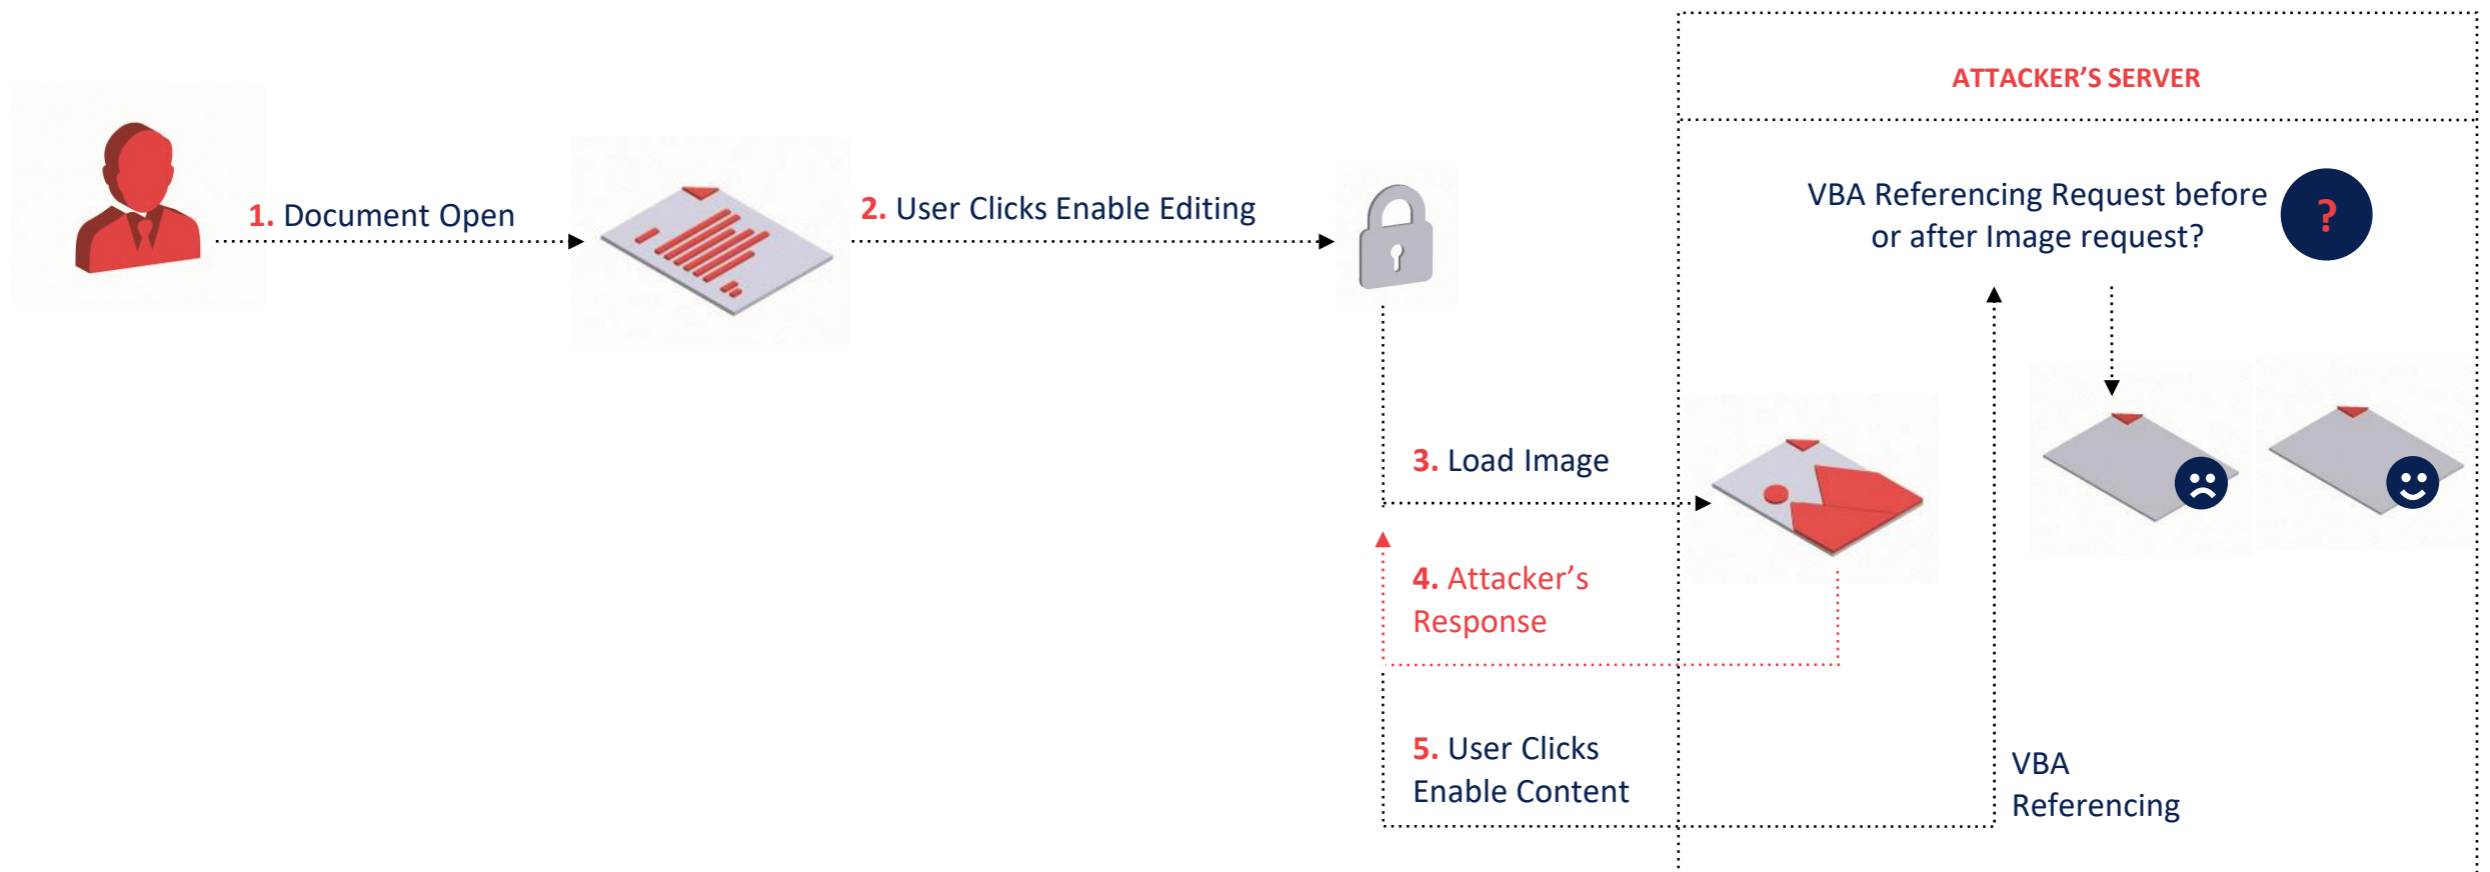 ATTACKER’S SERVER
VBA Referencing Request before
or after Image request?
?
1. Document Open
2. User Clicks Enable Editing
3. Load Image
4. Attacker’s
Response
5. User Clicks
Enable Content
VBA
Referencing